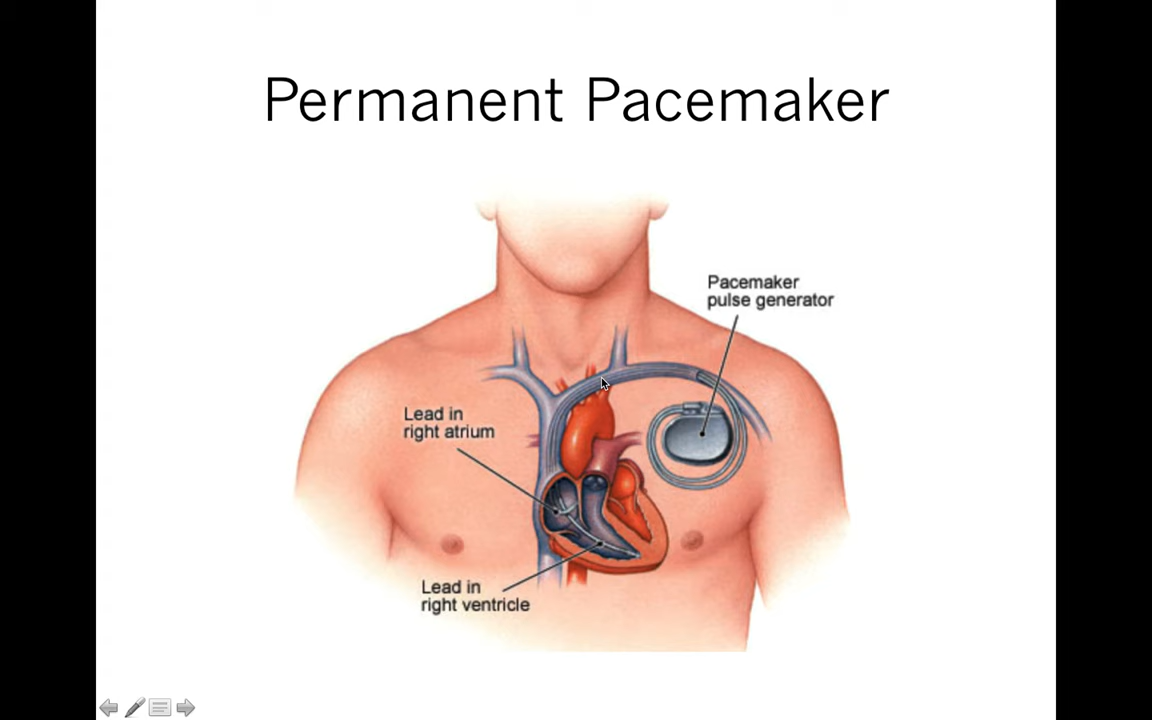 Permanent Pacemaker
Pacemaker
pulse generator
Lead in
right atrium
Lead in
right ventricle